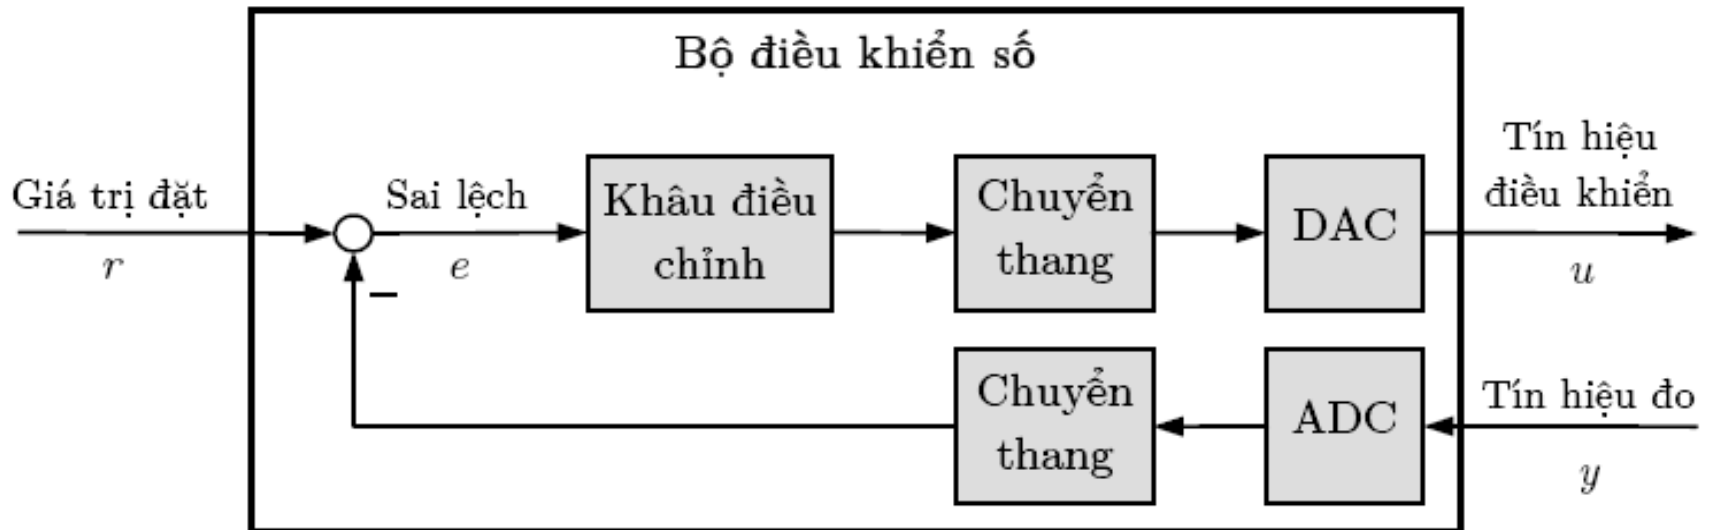 Bộ điều khiển số
Giá trị đặt
r
Sai lệch
e
−
Khâu điều
chỉnh
Chuyển
thang
DAC
Tín hiệu
điều khiển
u
Chuyển
thang
ADC
Tín hiệu đo
y